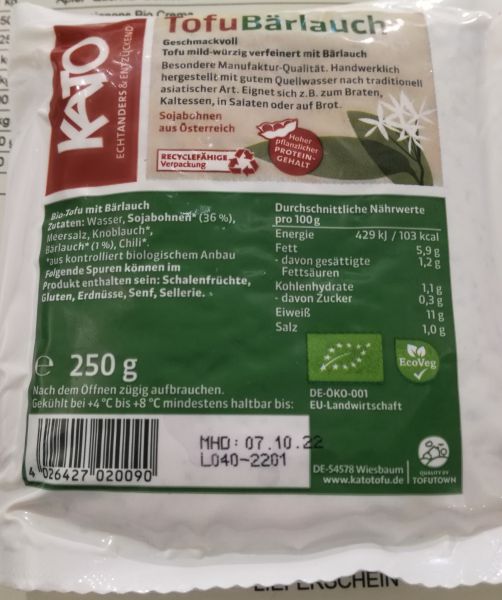 TofuBärlauch
Geschmackvoll
Tofu mild-würzig verfeinert mit Bärlauch
Besondere Manufaktur-Qualität. Handwerklich
hergestellt mit gutem Quellwasser nach traditionell
asiatischer Art. Eignet sich z.B. zum Braten,
Kaltessen, in Salaten oder auf Brot.
Sojabohnen
aus Österreich
Hoher
pflanzlicher
PROTEIN-
GEHALT
RECYCLEFÄHIGE
Verpackung
KATO
ECHT ANDERS & ENTZÜCKEND
Bio-Tofu mit Bärlauch
Zutaten: Wasser, Sojabohnen* (36 %),
Meersalz, Knoblauch*,
Bärlauch* (1 %), Chili*.
*aus kontrolliert biologischem Anbau
Folgende Spuren können im
Produkt enthalten sein: Schalenfrüchte,
Gluten, Erdnüsse, Senf, Sellerie.
Durchschnittliche Nährwerte
pro 100g
Energie 429 kJ / 103 kcal
Fett 5,9 g
- davon gesättigte 1,2 g
Fettsäuren
Kohlenhydrate 1,1 g
- davon Zucker 0,3 g
Eiweiß 11 g
Salz 1,0 g
e 250 g
Nach dem Öffnen zügig aufbrauchen.
Gekühlt bei +4 °C bis +8 °C mindestens haltbar bis:
EcoVeg
DE-ÖKO-001
EU-Landwirtschaft
MHD: 07.10.22
L040-2201
4 026427 020090
DE-54578 Wiesbaum
www.katotofu.de
QUALITY BY
TOFUTOWN
LIEFERSCHEIN